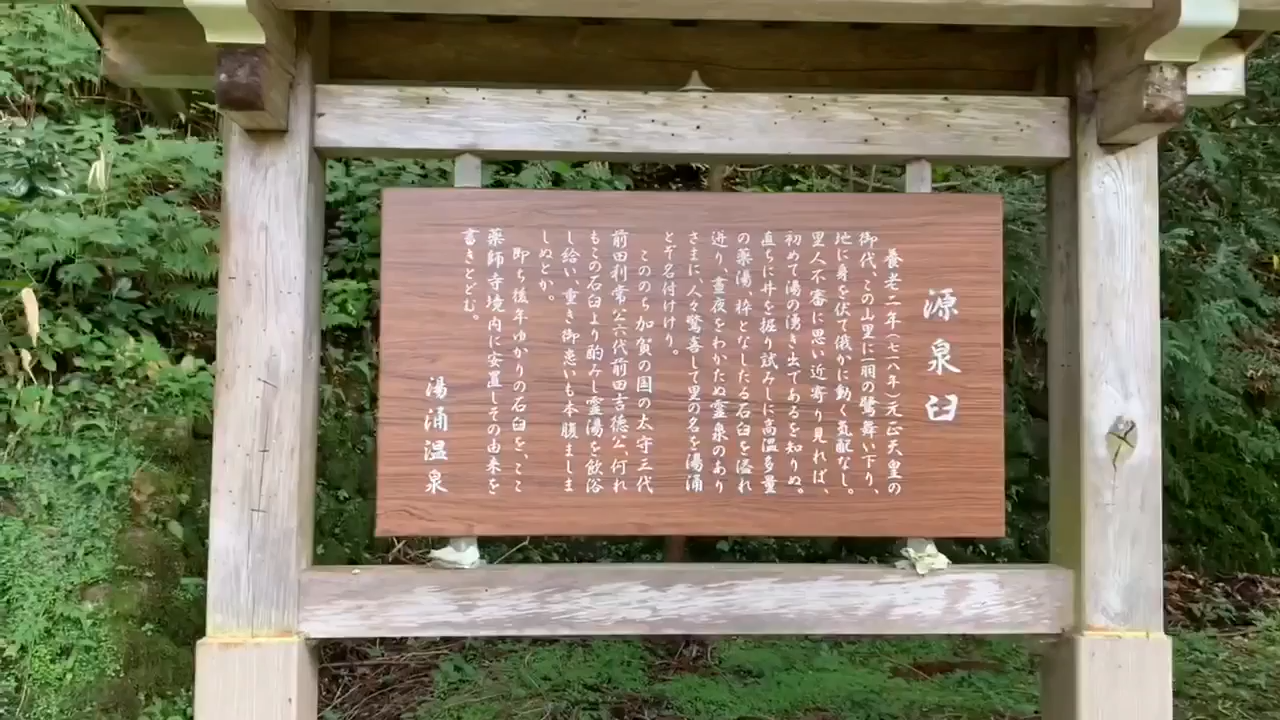 源泉臼
養老二年(七一八年)元正天皇の
御代、この山里に一羽の鷺舞い下り、
地に身を伏て俄かに動く気配なし。
里人不審に思い近寄り見れば、
初めて湯の湧き出であるを知りぬ。
直ちに井を掘り試みしに高温多量
の薬湯、枠となしたる石臼を溢れ
迸り、昼夜をわかたぬ霊泉のあり
さまに、人々驚喜して里の名を湯涌
とぞ名付けけり。
このち加賀の国の太守三代
前田利常公六代前田吉徳公、何れ
もこの石臼より酌みし霊湯を飲浴
し給い、重き御患いも本腹まします
しぬとか。
即ち後年ゆかりの石臼を、ここ
薬師寺境内に安置しその由来を
書きとどむ。
湯涌温泉